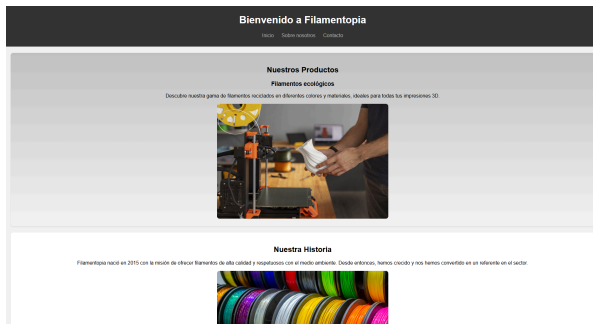 Bienvenido a Filamentopia
Inicio Sobre nosotros Contacto
Nuestros Productos
Filamentos ecológicos
Descubre nuestra gama de filamentos reciclados en diferentes colores y materiales, ideales para todas tus impresiones 3D.
Nuestra Historia
Filamentopia nació en 2015 con la misión de ofrecer filamentos de alta calidad y respetuosos con el medio ambiente. Desde entonces, hemos crecido y nos hemos convertido en un referente en el sector.